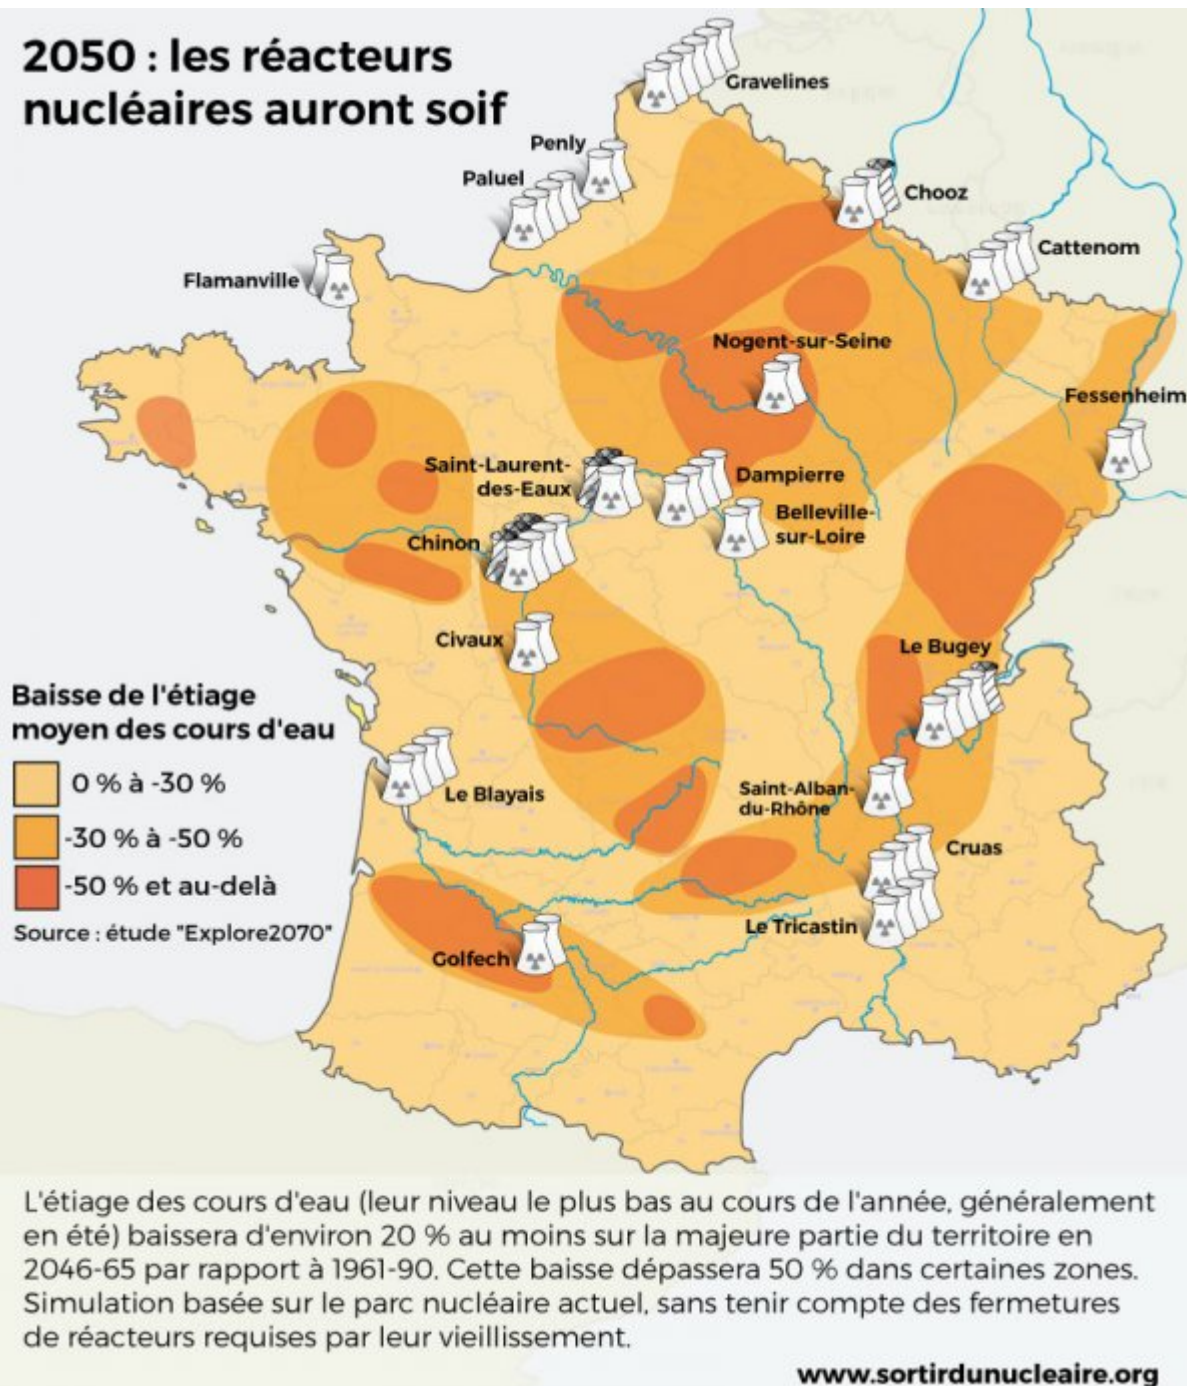 2050 : les réacteurs
nucléaires auront soif
Gravelines
Penly
Paluel
Chooz
Cattenom
Flamanville
Nogent-sur-Seine
Fessenheim
Saint-Laurent-
des-Eaux
Dampierre
Belleville-
sur-Loire
Chinon
Civaux
Le Bugey
Baisse de l'étiage
moyen des cours d'eau
0 % à -30 %
-30 % à -50 %
-50 % et au-delà
Source : étude "Explore2070"
Le Blayais
Saint-Alban-
du-Rhône
Cruas
Le Tricastin
Golfech
L'étiage des cours d'eau (leur niveau le plus bas au cours de l'année, généralement
en été) baissera d'environ 20 % au moins sur la majeure partie du territoire en
2046-65 par rapport à 1961-90. Cette baisse dépassera 50 % dans certaines zones.
Simulation basée sur le parc nucléaire actuel, sans tenir compte des fermetures
de réacteurs requises par leur vieillissement.
www.sortirdunucleaire.org